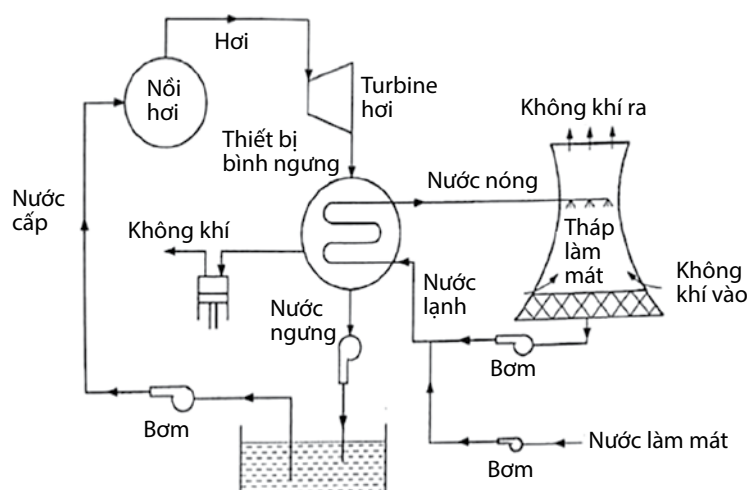 Hơi
Nồi
hơi
Turbine
hơi
Không khí ra
Thiết bị
bình ngưng
Nước nóng
Nước
cấp
Không khí
Tháp
làm
mát
Không
khí vào
Nước
lạnh
Nước
ngưng
Bơm
Bơm
Nước làm mát
Bơm